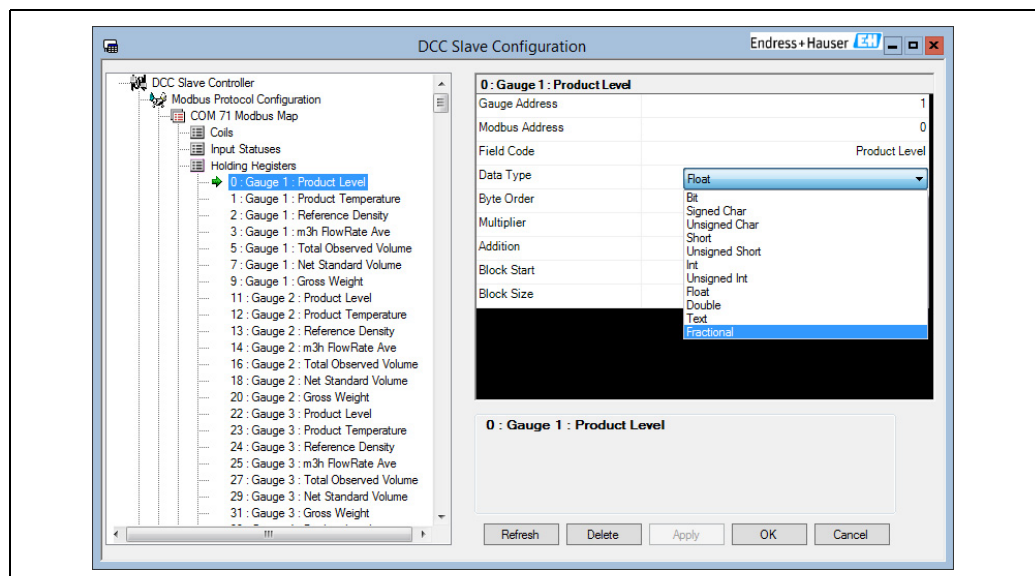 DCC Slave Configuration
Endress+Hauser EH
DCC Slave Controller
Modbus Protocol Configuration
COM 71 Modbus Map
Coils
Input Statuses
Holding Registers
0 : Gauge 1 : Product Level
1 : Gauge 1 : Product Temperature
2 : Gauge 1 : Reference Density
3 : Gauge 1 : m3h FlowRate Ave
5 : Gauge 1 : Total Observed Volume
7 : Gauge 1 : Net Standard Volume
9 : Gauge 1 : Gross Weight
11 : Gauge 2 : Product Level
12 : Gauge 2 : Product Temperature
13 : Gauge 2 : Reference Density
14 : Gauge 2 : m3h FlowRate Ave
16 : Gauge 2 : Total Observed Volume
18 : Gauge 2 : Net Standard Volume
20 : Gauge 2 : Gross Weight
22 : Gauge 3 : Product Level
23 : Gauge 3 : Product Temperature
24 : Gauge 3 : Reference Density
25 : Gauge 3 : m3h FlowRate Ave
27 : Gauge 3 : Total Observed Volume
29 : Gauge 3 : Net Standard Volume
31 : Gauge 3 : Gross Weight
0 : Gauge 1 : Product Level
Gauge Address 1
Modbus Address 0
Field Code Product Level
Data Type Float
Byte Order
Multiplier
Addition
Block Start
Block Size
Bit
Signed Char
Unsigned Char
Short
Unsigned Short
Int
Unsigned Int
Float
Double
Text
Fractional
0 : Gauge 1 : Product Level
Refresh Delete Apply OK Cancel